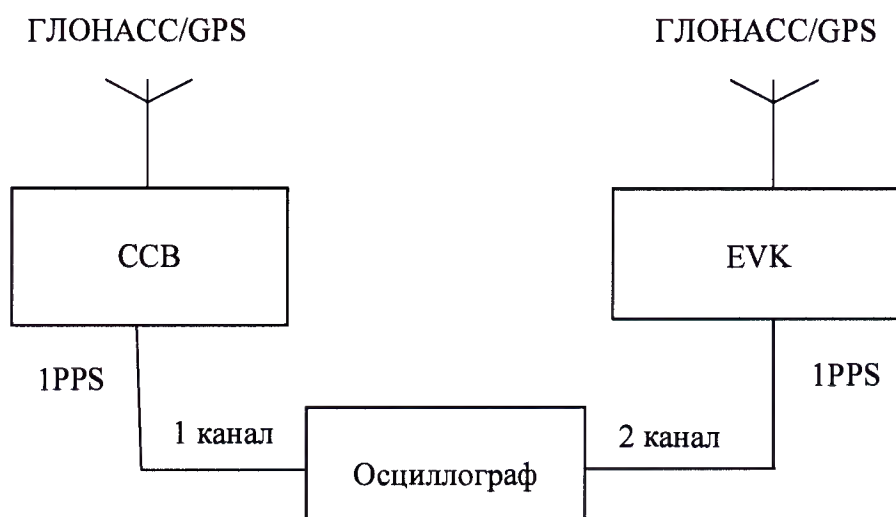 ГЛОНАСС/GPS
ГЛОНАСС/GPS
ССВ
EVK
1PPS
1PPS
1 канал
2 канал
Осциллограф